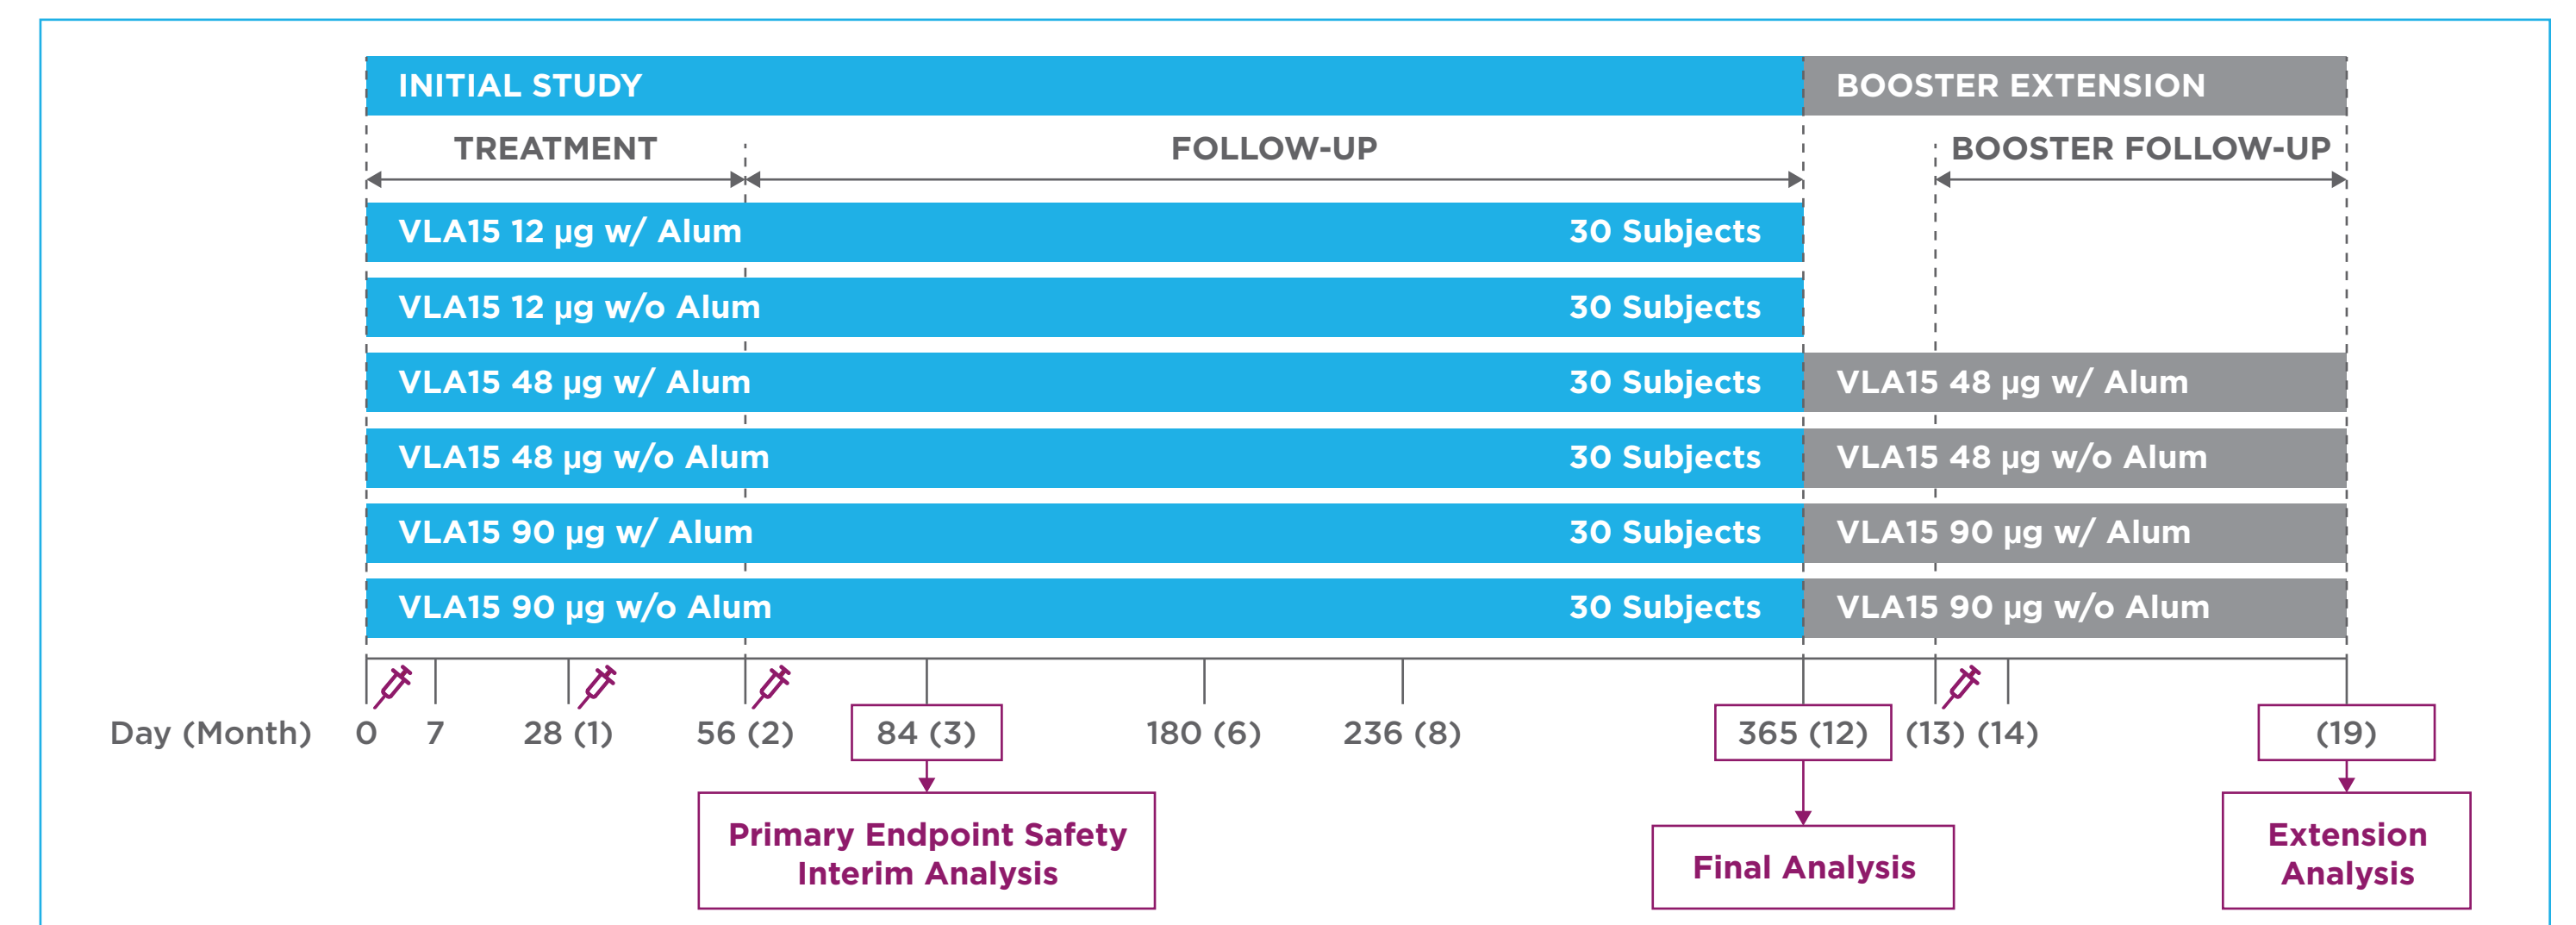 INITIAL STUDY
BOOSTER EXTENSION
TREATMENT
FOLLOW-UP
BOOSTER FOLLOW-UP
VLA15 12 µg w/ Alum
30 Subjects
VLA15 12 µg w/o Alum
30 Subjects
VLA15 48 µg w/ Alum
30 Subjects
VLA15 48 µg w/ Alum
VLA15 48 µg w/o Alum
30 Subjects
VLA15 48 µg w/o Alum
VLA15 90 µg w/ Alum
30 Subjects
VLA15 90 µg w/ Alum
VLA15 90 µg w/o Alum
30 Subjects
VLA15 90 µg w/o Alum
Day (Month)
0
7
28 (1)
56 (2)
84 (3)
180 (6)
236 (8)
365 (12)
(13)
(14)
(19)
Primary Endpoint Safety
Interim Analysis
Final Analysis
Extension
Analysis